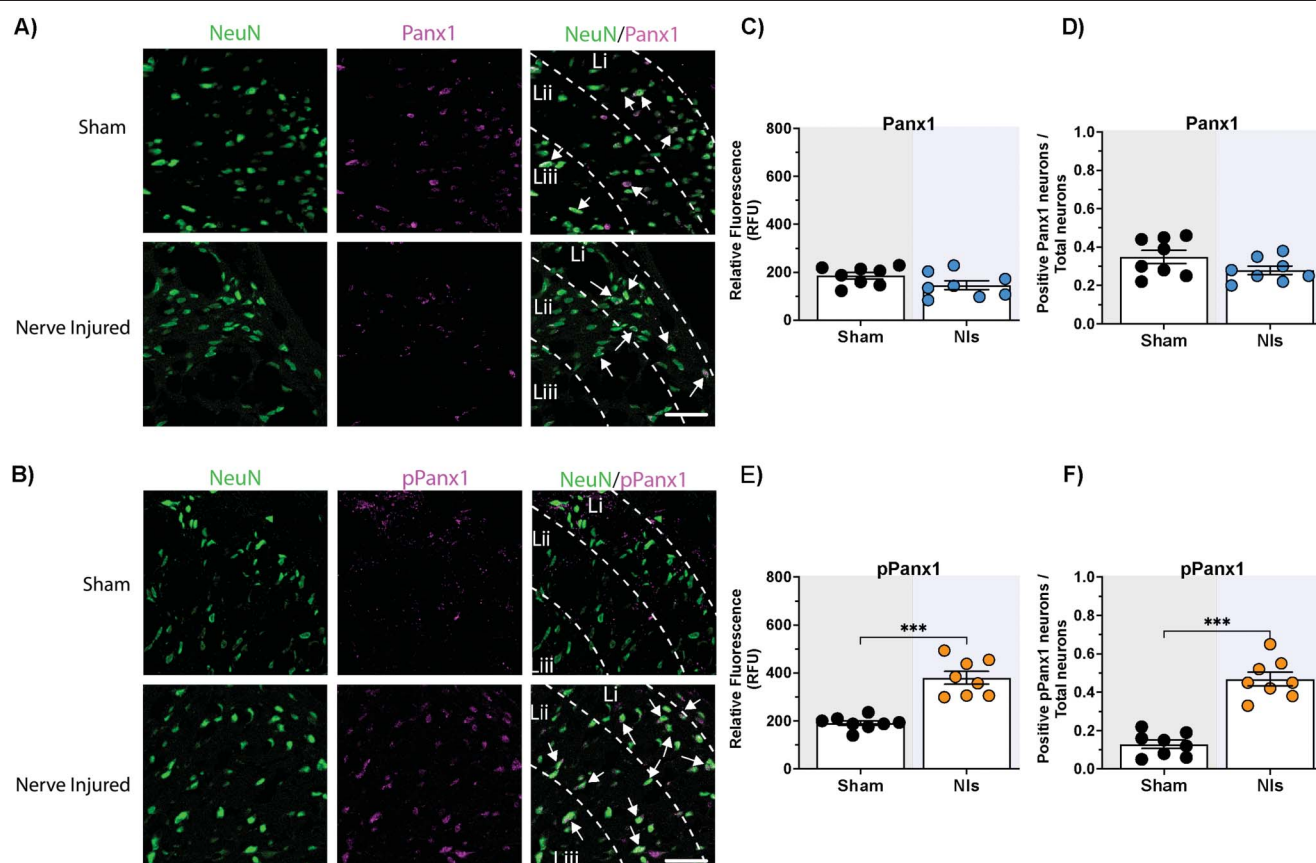 A)
NeuN
Panx1
NeuN/Panx1
Sham
Li
Lii
Liii
Nerve Injured
Li
Lii
Liii
B)
NeuN
pPanx1
NeuN/pPanx1
Sham
Li
Lii
Liii
Nerve Injured
Li
Lii
Liii
C)
Panx1
Relative Fluorescence
(RFU)
800
600
400
200
0
Sham
NIs
D)
Panx1
Positive Panx1 neurons /
Total neurons
1.0
0.8
0.6
0.4
0.2
0.0
Sham
NIs
E)
pPanx1
Relative Fluorescence
(RFU)
800
600
400
200
0
***
Sham
NIs
F)
pPanx1
Positive pPanx1 neurons /
Total neurons
1.0
0.8
0.6
0.4
0.2
0.0
***
Sham
NIs